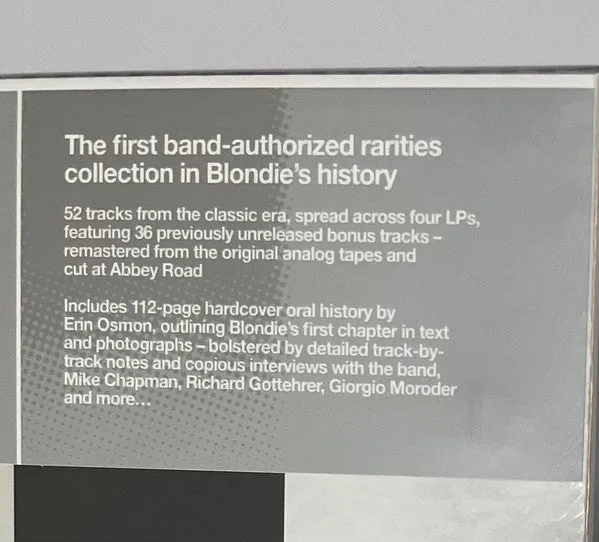 The first band-authorized rarities
collection in Blondie's history
52 tracks from the classic era, spread across four LPs,
featuring 36 previously unreleased bonus tracks –
remastered from the original analog tapes and
cut at Abbey Road
Includes 112-page hardcover oral history by
Erin Osmon, outlining Blondie's first chapter in text
and photographs – bolstered by detailed track-by-
track notes and copious interviews with the band,
Mike Chapman, Richard Gottehrer, Giorgio Moroder
and more...